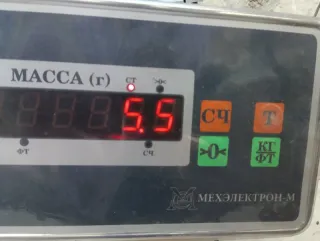 МАССА (г)
СТ >0<
5.5
СЧ Т
ФТ СЧ.
>0< КГ
ФТ
МЕХЭЛЕКТРОН-М